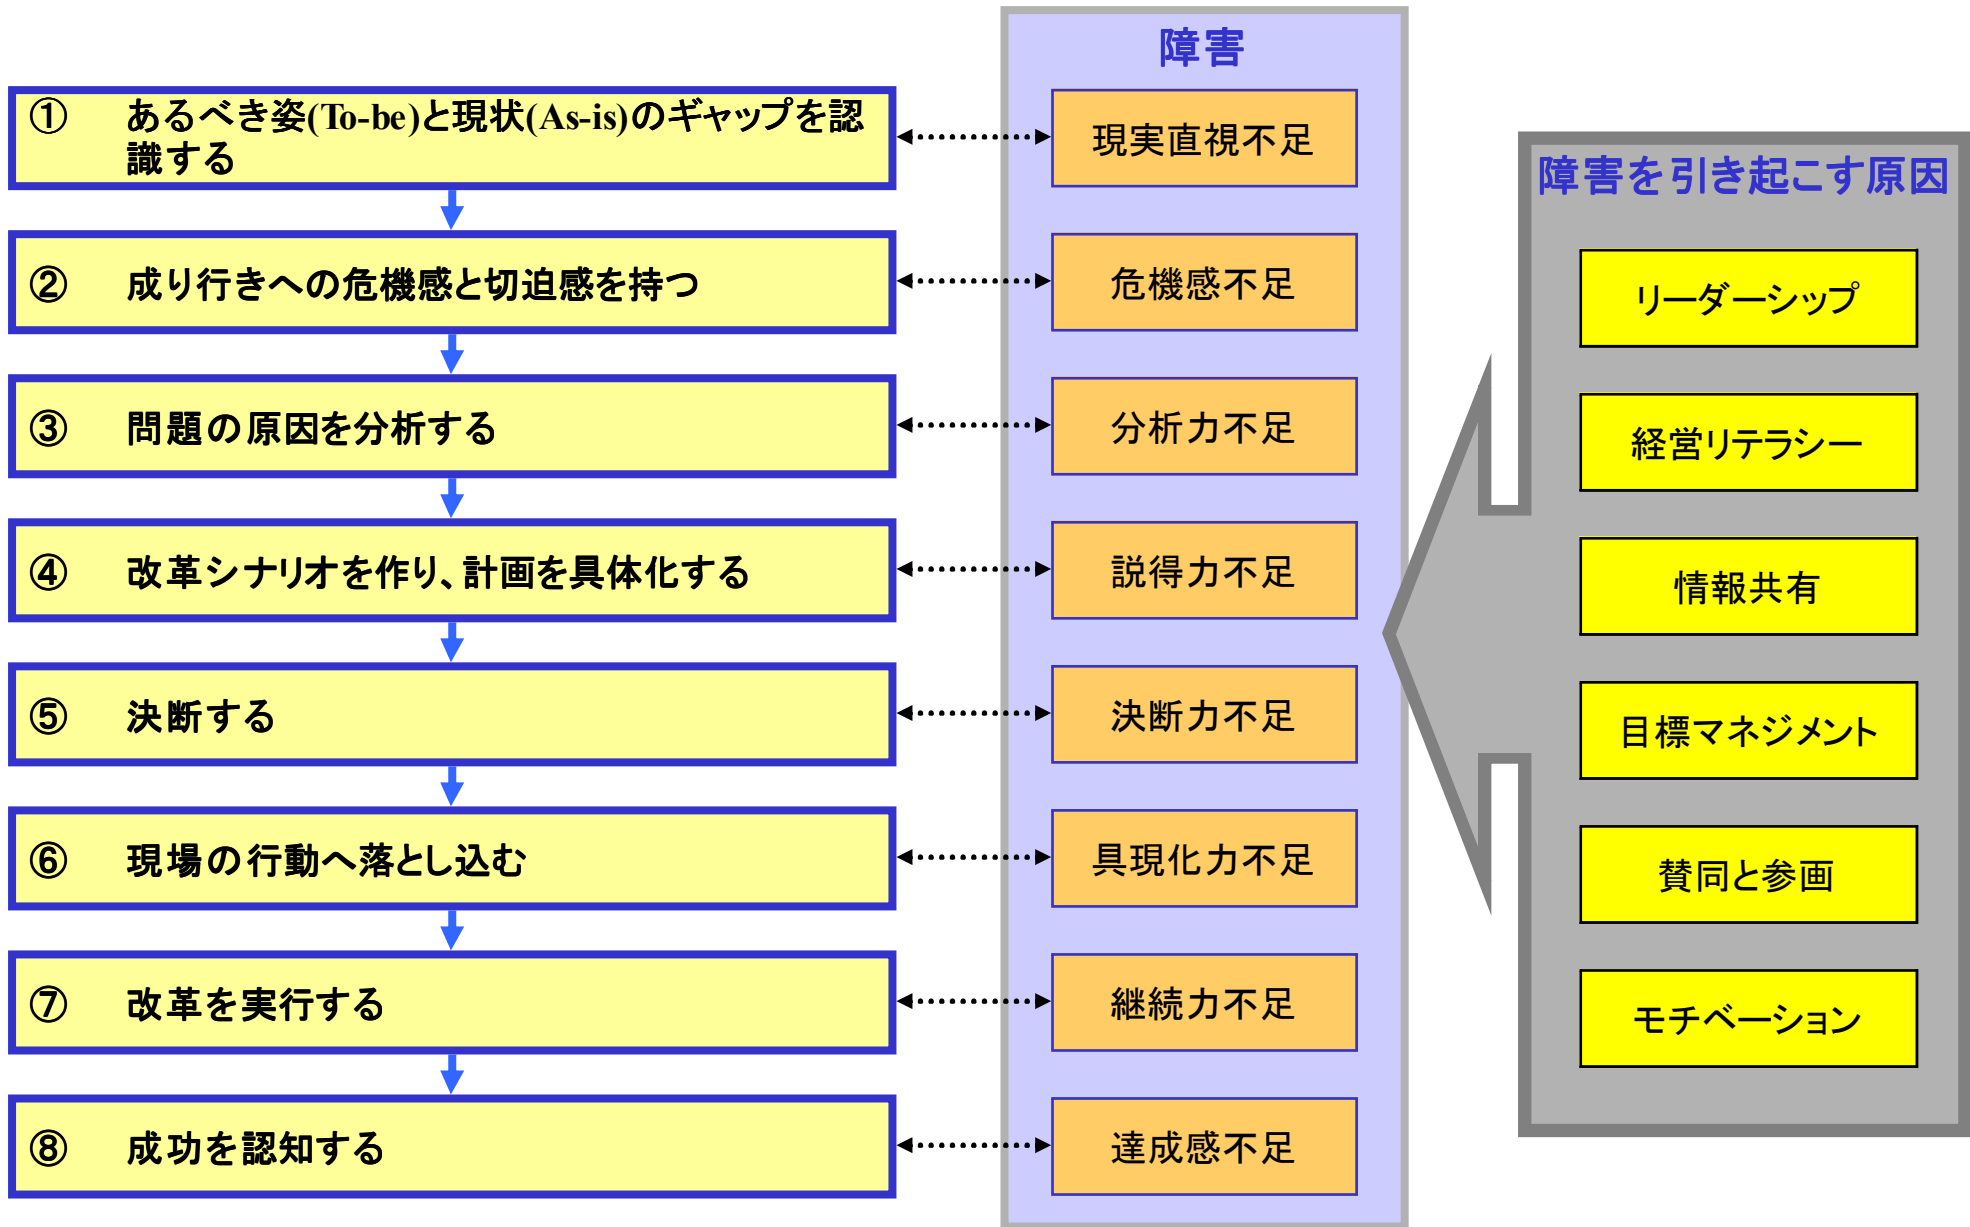 障害
① あるべき姿(To-be)と現状(As-is)のギャップを認
識する
現実直視不足
② 成り行きへの危機感と切迫感を持つ
危機感不足
③ 問題の原因を分析する
分析力不足
④ 改革シナリオを作り、計画を具体化する
説得力不足
⑤ 決断する
決断力不足
⑥ 現場の行動へ落とし込む
具現化力不足
⑦ 改革を実行する
継続力不足
⑧ 成功を認知する
達成感不足
障害を引き起こす原因
リーダーシップ
経営リテラシー
情報共有
目標マネジメント
賛同と参画
モチベーション